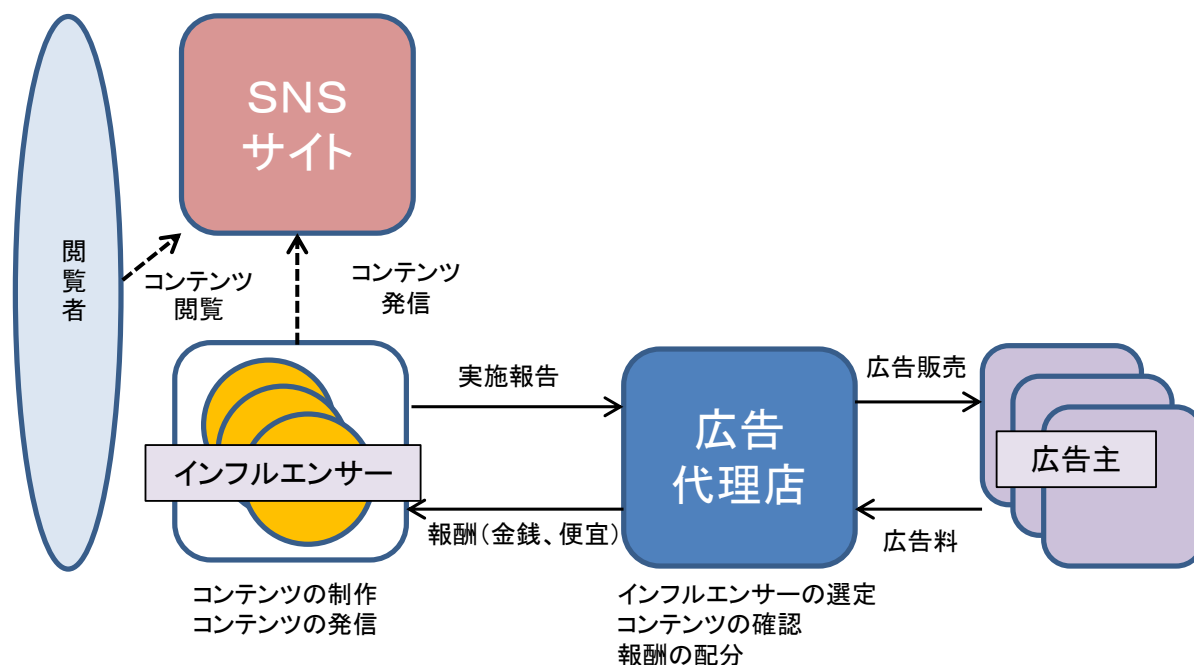 SNS
サイト
閲
覧
者
コンテンツ
閲覧
コンテンツ
発信
実施報告
広告販売
インフルエンサー
広告
代理店
広告主
報酬(金銭、便宜)
広告料
コンテンツの制作
コンテンツの発信
インフルエンサーの選定
コンテンツの確認
報酬の配分